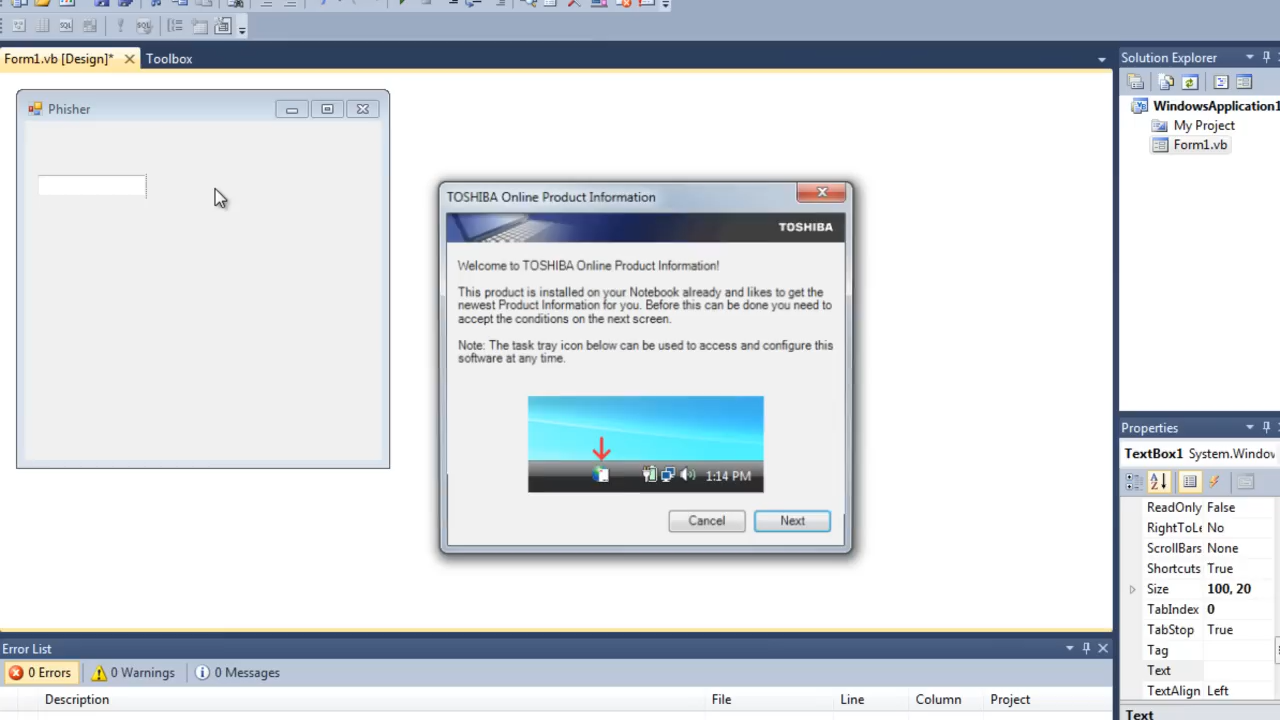 Form1.vb [Design]*
Toolbox
Solution Explorer
WindowsApplication1
My Project
Form1.vb
Phisher
TOSHIBA Online Product Information
TOSHIBA
Welcome to TOSHIBA Online Product Information!
This product is installed on your Notebook already and likes to get the
newest Product Information for you. Before this can be done you need to
accept the conditions on the next screen.
Note: The task tray icon below can be used to access and configure this
software at any time.
1:14 PM
Cancel
Next
Properties
TextBox1 System.Window
ReadOnly False
RightToLe No
ScrollBars None
Shortcuts True
Size 100, 20
TabIndex 0
TabStop True
Tag
Text
TextAlign Left
Text
Error List
0 Errors
0 Warnings
0 Messages
Description
File
Line
Column
Project